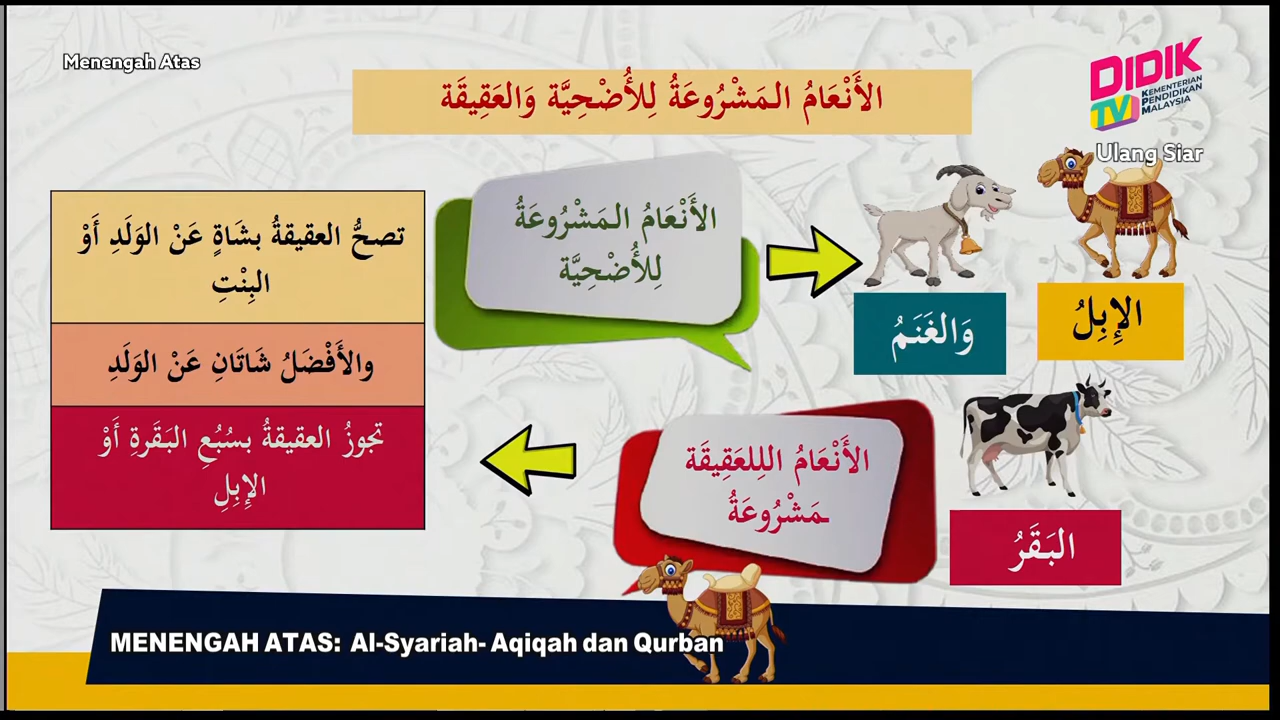 Menengah Atas
DIDIK
TV
KEMENTERIAN
PENDIDIKAN
MALAYSIA
Ulang Siar
الأَنْعَامُ المَشْرُوعَةُ لِلأُضْحِيَّة وَالعَقِيقَة
الأَنْعَامُ المَشْرُوعَةُ
لِلأُضْحِيَّة
الإِبِلُ
وَالغَنَمُ
البَقَرُ
الأَنْعَامُ اللِلعَقِيقَة
مَشْرُوعَةُ
تصحُّ العقيقةُ بشَاةٍ عَنْ الوَلَدِ أَوْ
البِنْتِ
والأَفْضَلُ شَاتَانِ عَنْ الوَلَدِ
تجوزُ العقيقةُ بسُبُعِ البَقَرةِ أَوْ
الإِبِلِ
MENENGAH ATAS: Al-Syariah- Aqiqah dan Qurban